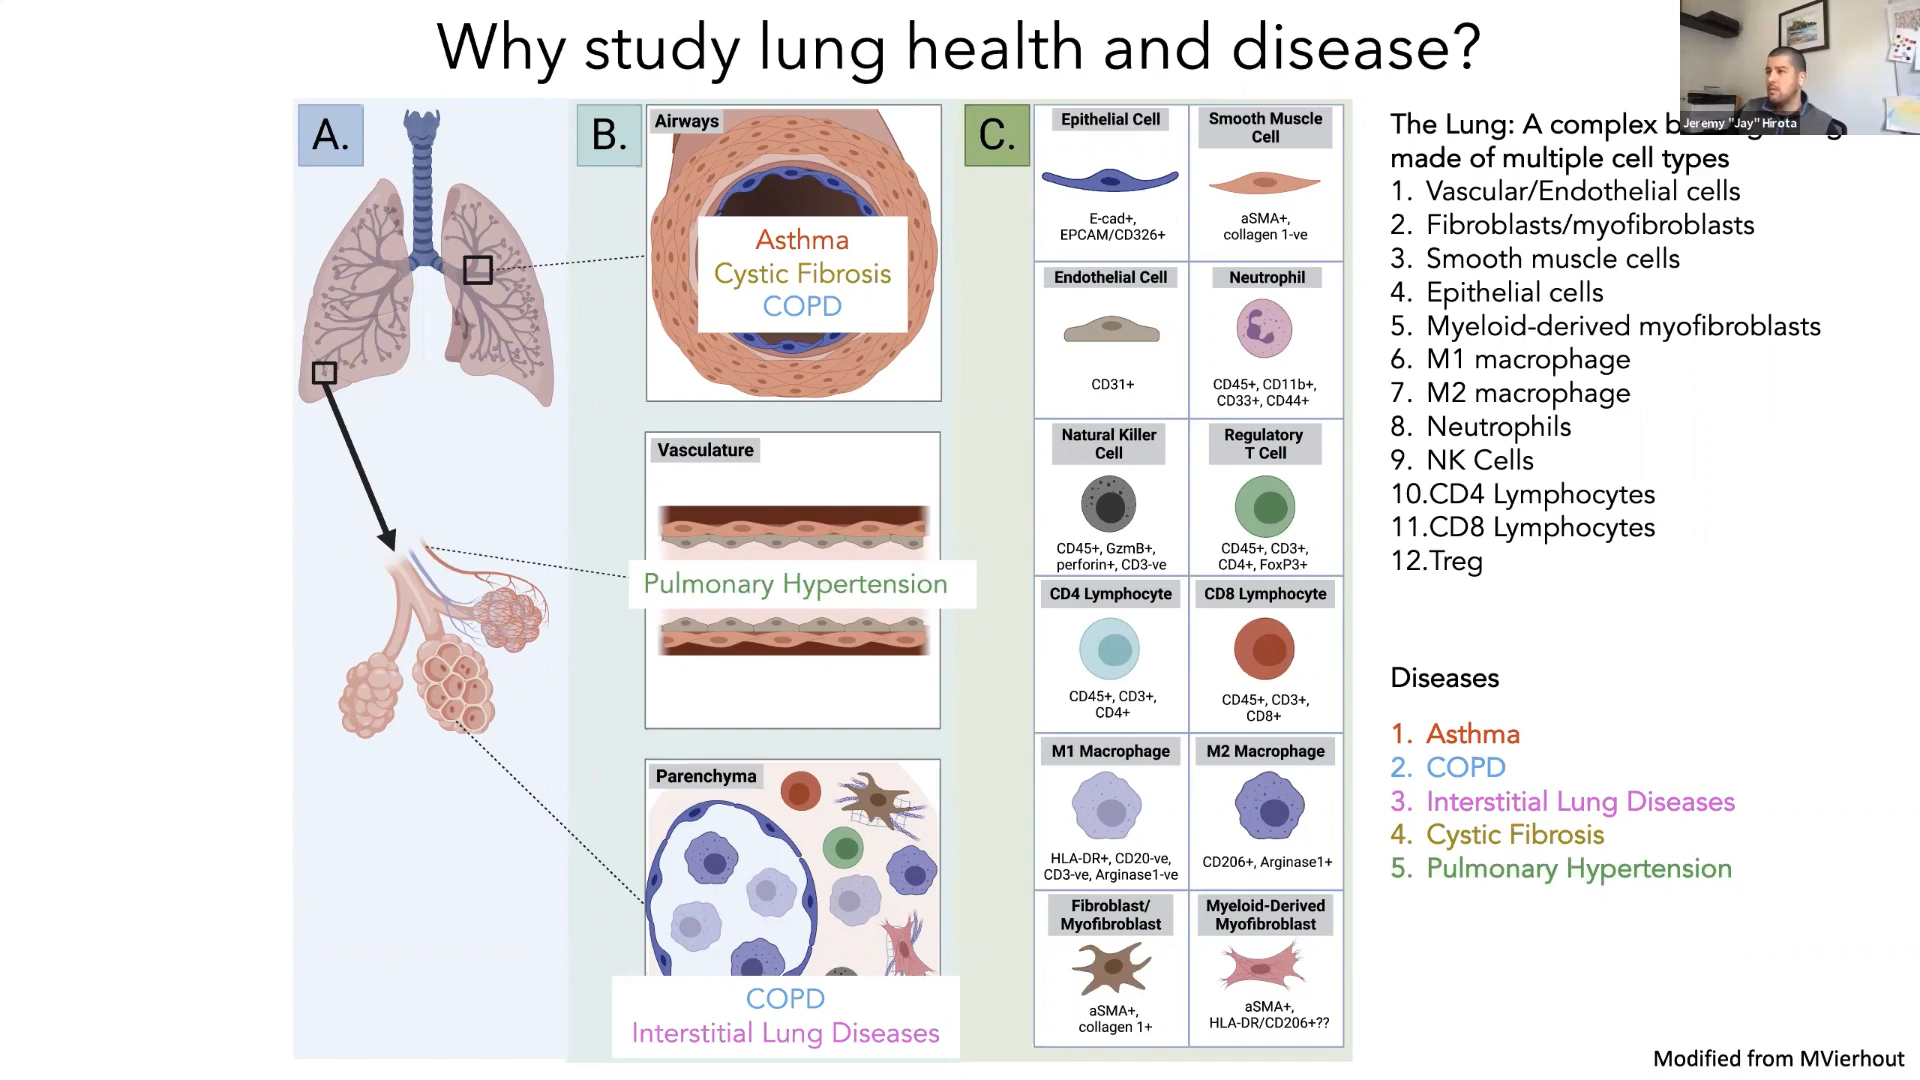 Why study lung health and disease?
Jeremy "Jay" Hirota
A.
B.
C.
Airways
Asthma
Cystic Fibrosis
COPD
Vasculature
Pulmonary Hypertension
Parenchyma
COPD
Interstitial Lung Diseases
Epithelial Cell
E-cad+,
EPCAM/CD326+
Smooth Muscle
Cell
aSMA+,
collagen 1-ve
Endothelial Cell
CD31+
Neutrophil
CD45+, CD11b+,
CD33+, CD44+
Natural Killer
Cell
CD45+, GzmB+,
perforin+, CD3-ve
Regulatory
T Cell
CD45+, CD3+,
CD4+, FoxP3+
CD4 Lymphocyte
CD45+, CD3+,
CD4+
CD8 Lymphocyte
CD45+, CD3+,
CD8+
M1 Macrophage
HLA-DR+, CD20-ve,
CD3-ve, Arginase1-ve
M2 Macrophage
CD206+, Arginase1+
Fibroblast/
Myofibroblast
aSMA+,
collagen 1+
Myeloid-Derived
Myofibroblast
aSMA+,
HLA-DR/CD206+??
The Lung: A complex
made of multiple cell types
1. Vascular/Endothelial cells
2. Fibroblasts/myofibroblasts
3. Smooth muscle cells
4. Epithelial cells
5. Myeloid-derived myofibroblasts
6. M1 macrophage
7. M2 macrophage
8. Neutrophils
9. NK Cells
10.CD4 Lymphocytes
11.CD8 Lymphocytes
12.Treg
Diseases
1. Asthma
2. COPD
3. Interstitial Lung Diseases
4. Cystic Fibrosis
5. Pulmonary Hypertension
Modified from MVierhout